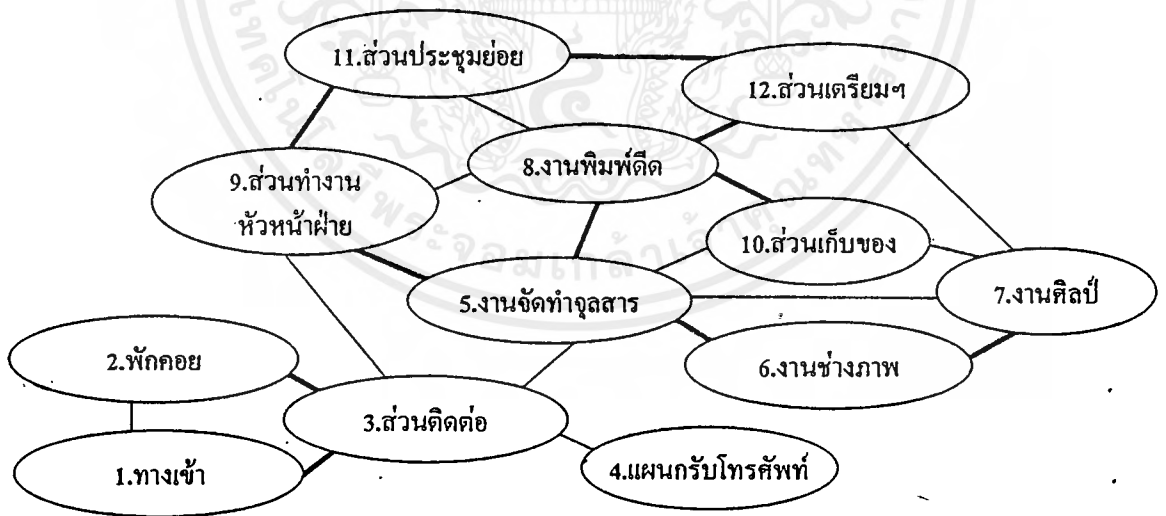 11.ส่วนประชุมย่อย
12.ส่วนเตรียมฯ
8.งานพิมพ์ดีด
9.ส่วนทำงาน
หัวหน้าฝ่าย
10.ส่วนเก็บของ
7.งานศิลป์
5.งานจัดทำจุลสาร
6.งานช่างภาพ
2.พักคอย
3.ส่วนติดต่อ
1.ทางเข้า
4.แผนกรับโทรศัพท์